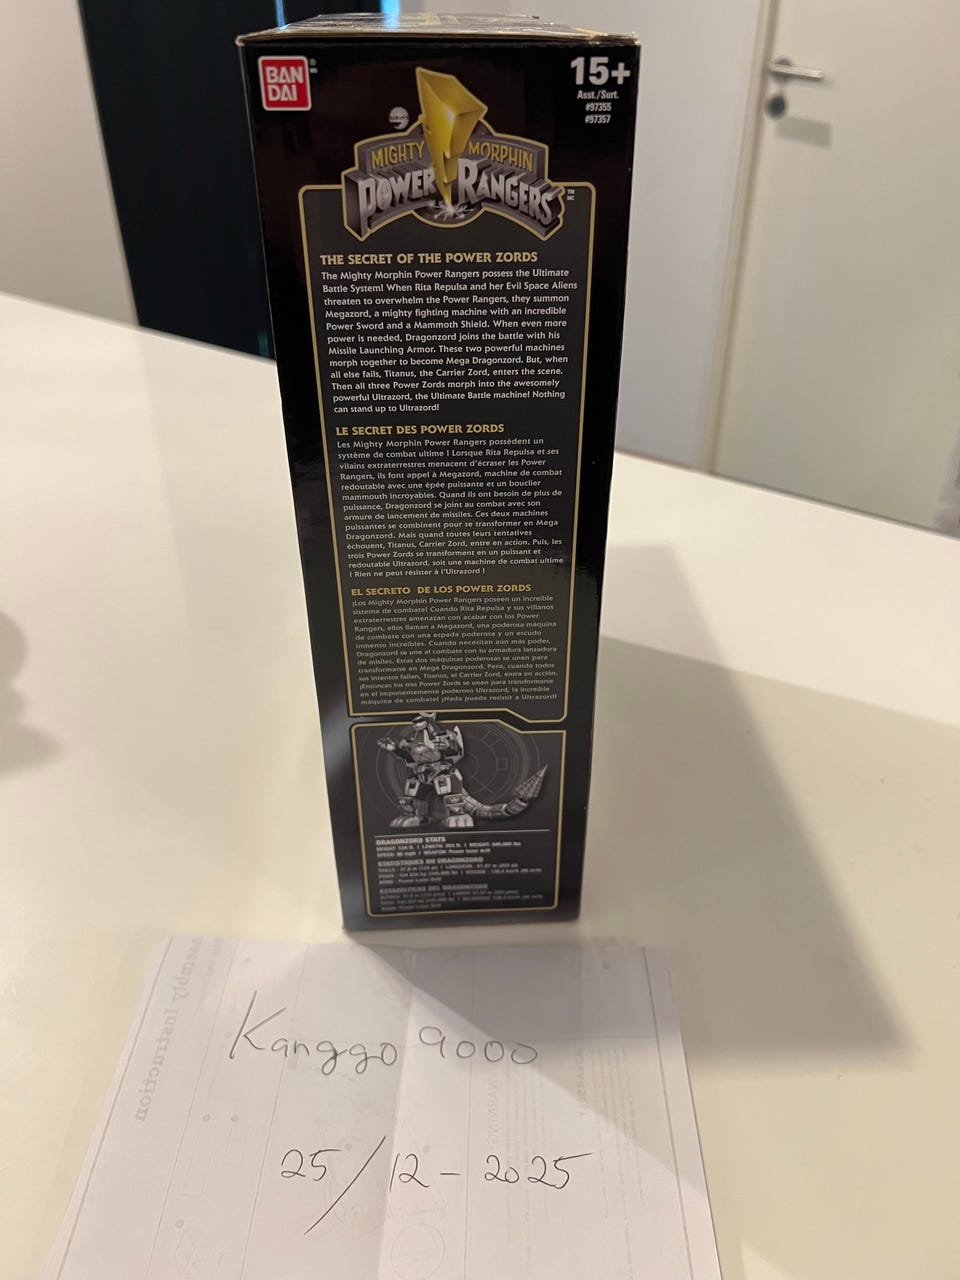 BAN
DAI
15+
Asst./Surt.
#97355
#97357
MIGHTY MORPHIN
POWER RANGERS
TM
MC
THE SECRET OF THE POWER ZORDS
The Mighty Morphin Power Rangers possess the Ultimate
Battle System! When Rita Repulsa and her Evil Space Aliens
threaten to overwhelm the Power Rangers, they summon
Megazord, a mighty fighting machine with an incredible
Power Sword and a Mammoth Shield. When even more
power is needed, Dragonzord joins the battle with his
Missile Launching Armor. These two powerful machines
morph together to become Mega Dragonzord. But, when
all else fails, Titanus, the Carrier Zord, enters the scene.
Then all three Power Zords morph into the awesomely
powerful Ultrazord, the Ultimate Battle machine! Nothing
can stand up to Ultrazord!
LE SECRET DES POWER ZORDS
Les Mighty Morphin Power Rangers possèdent un
système de combat ultime ! Lorsque Rita Repulsa et ses
vilains extraterrestres menacent d'écraser les Power
Rangers, ils font appel à Megazord, machine de combat
redoutable avec une épée puissante et un bouclier
mammouth incroyables. Quand ils ont besoin de plus de
puissance, Dragonzord se joint au combat avec son
armure de lancement de missiles. Ces deux machines
puissantes se combinent pour se transformer en Mega
Dragonzord. Mais quand toutes leurs tentatives
échouent, Titanus, Carrier Zord, entre en action. Puis, les
trois Power Zords se transforment en un puissant et
redoutable Ultrazord, soit une machine de combat ultime
! Rien ne peut résister à l'Ultrazord !
EL SECRETO DE LOS POWER ZORDS
¡Los Mighty Morphin Power Rangers poseen un increíble
sistema de combate! Cuando Rita Repulsa y sus villanos
extraterrestres amenazan con acabar con los Power
Rangers, ellos llaman a Megazord, una poderosa máquina
de combate con una espada poderosa y un escudo
inmenso increíbles. Cuando necesitan aún más poder,
Dragonzord se une al combate con su armadura lanzadora
de misiles. Estas dos máquinas poderosas se unen para
transformarse en Mega Dragonzord. Pero, cuando todos
sus intentos fallan, Titanus, el Carrier Zord, entra en acción.
¡Entonces los tres Power Zords se unen para transformarse
en el imponentemente poderoso Ultrazord, la increíble
máquina de combate! ¡Nada puede resistir a Ultrazord!
DRAGONZORD STATS
STATISTIQUES DU DRAGONZORD
ESTADÍSTICAS DEL DRAGONZORD
Kanggo 9000
25/12-2025